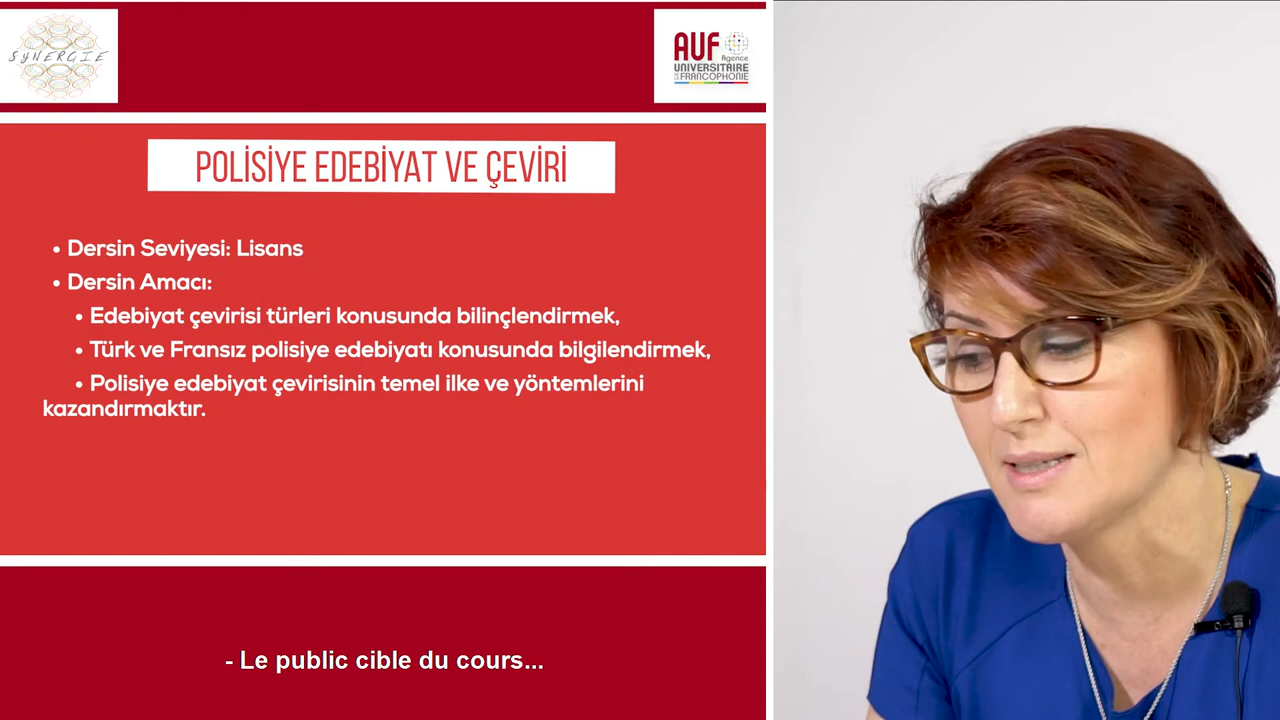 SYNERGIE
AUF
Agence
UNIVERSITAIRE
DE LA FRANCOPHONIE
POLİSİYE EDEBİYAT VE ÇEVİRİ
• Dersin Seviyesi: Lisans
• Dersin Amacı:
• Edebiyat çevirisi türleri konusunda bilinçlendirmek,
• Türk ve Fransız polisiye edebiyatı konusunda bilgilendirmek,
• Polisiye edebiyat çevirisinin temel ilke ve yöntemlerini
kazandırmaktır.
- Le public cible du cours...